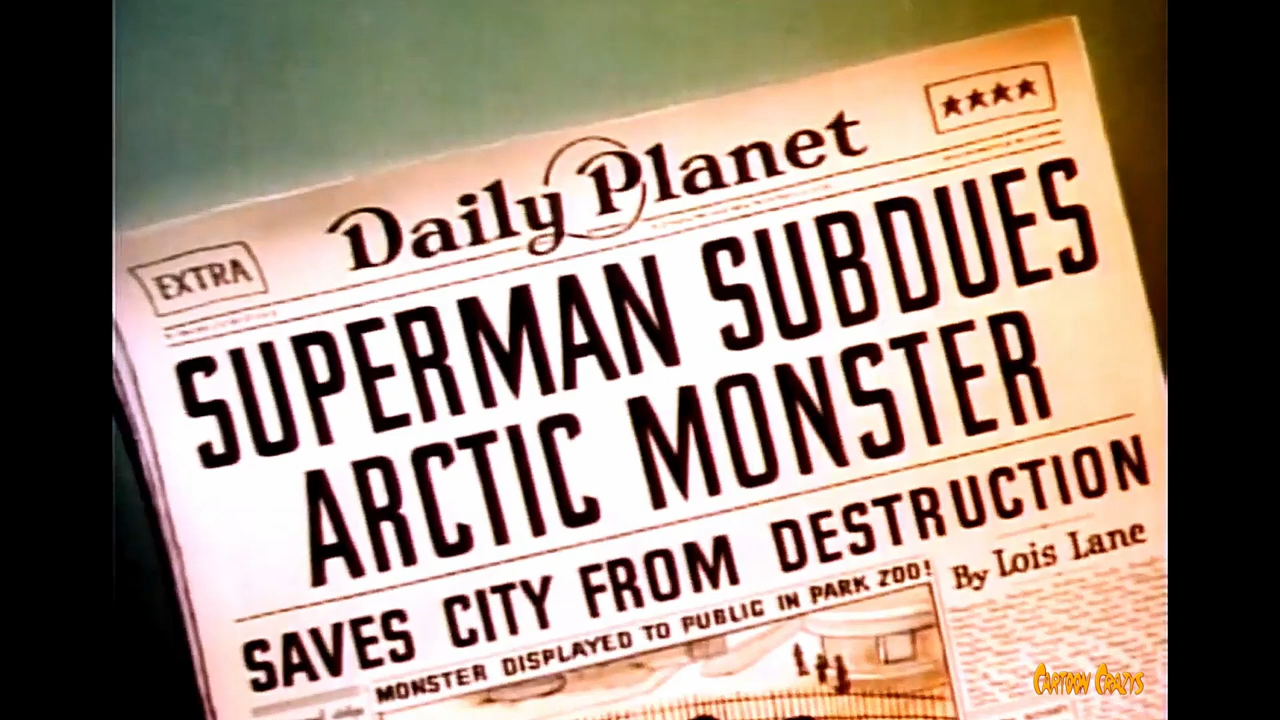 Daily Planet
EXTRA
★★★★
SUPERMAN SUBDUES
ARCTIC MONSTER
SAVES CITY FROM DESTRUCTION
MONSTER DISPLAYED TO PUBLIC IN PARK ZOO!
By Lois Lane
CARTOON CRAZYS